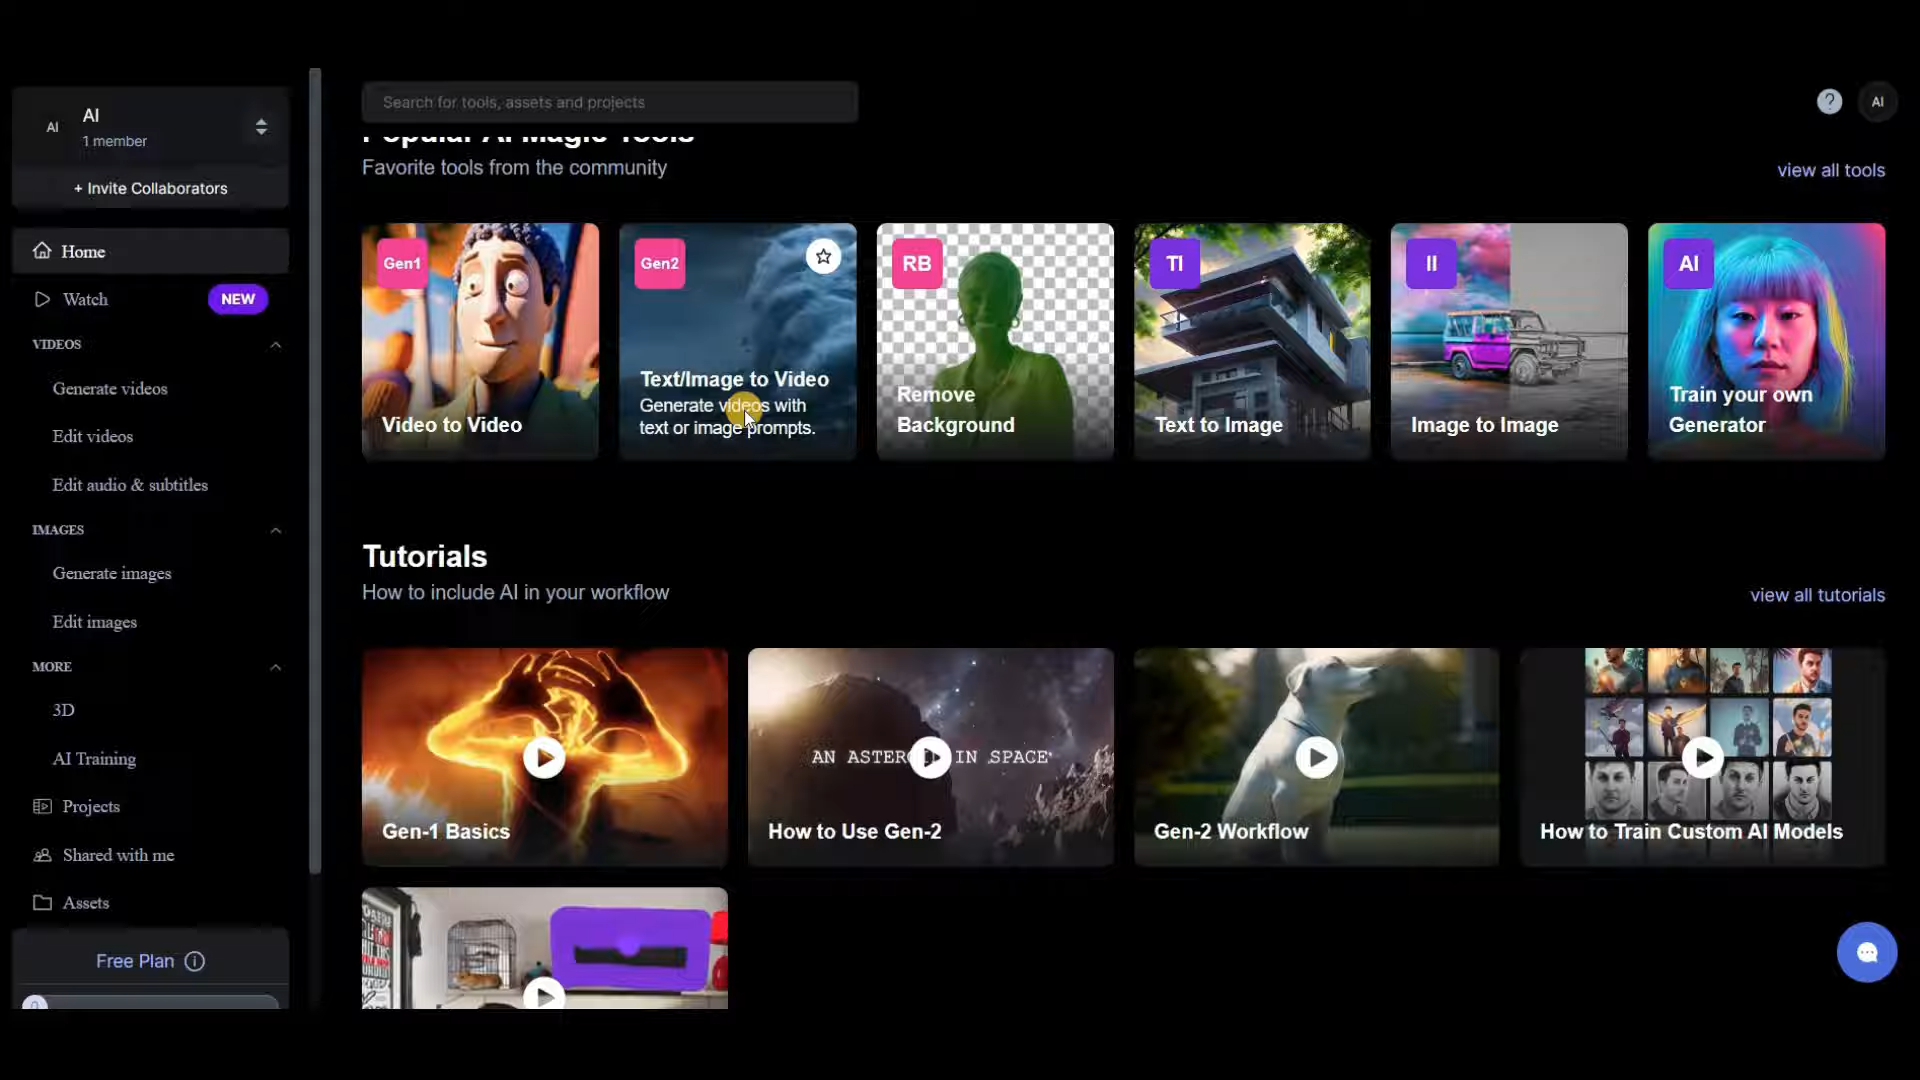 AI
AI
1 member
+ Invite Collaborators
Home
Watch
NEW
VIDEOS
Generate videos
Edit videos
Edit audio & subtitles
IMAGES
Generate images
Edit images
MORE
3D
AI Training
Projects
Shared with me
Assets
Free Plan
Search for tools, assets and projects
?
AI
Popular AI Magic Tools
Favorite tools from the community
view all tools
Gen1
Video to Video
Gen2
Text/Image to Video
Generate videos with
text or image prompts.
RB
Remove
Background
TI
Text to Image
II
Image to Image
AI
Train your own
Generator
Tutorials
How to include AI in your workflow
view all tutorials
Gen-1 Basics
IN SPACE
How to Use Gen-2
Gen-2 Workflow
How to Train Custom AI Models